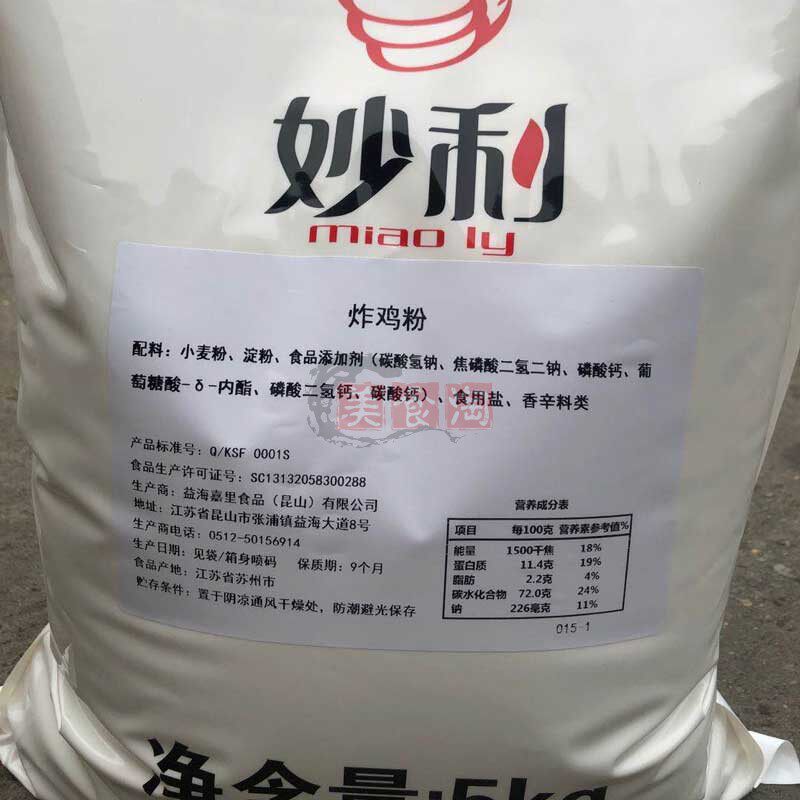 妙利
miao ly
炸鸡粉
配料：小麦粉、淀粉、食品添加剂（碳酸氢钠、焦磷酸二氢二钠、磷酸钙、葡
萄糖酸-δ-内酯、磷酸二氢钙、碳酸钙）、食用盐、香辛料类
美食淘
产品标准号：Q/KSF 0001S
食品生产许可证号：SC13132058300288
生产商：益海嘉里食品（昆山）有限公司
地址：江苏省昆山市张浦镇益海大道8号
生产商电话：0512-50156914
生产日期：见袋/箱身喷码 保质期：9个月
食品产地：江苏省苏州市
贮存条件：置于阴凉通风干燥处，防潮避光保存
营养成分表
项目 每100克 营养素参考值%
能量 1500千焦 18%
蛋白质 11.4克 19%
脂肪 2.2克 4%
碳水化合物 72.0克 24%
钠 226毫克 11%
015-1
净含量:5kg